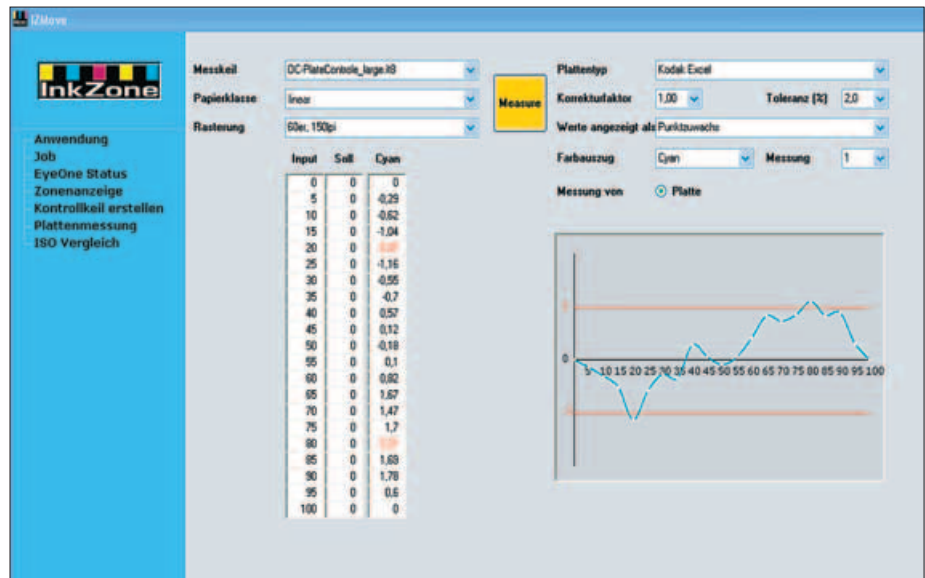 IZMove
InkZone
Anwendung
Job
EyeOne Status
Zonenanzeige
Kontrollkeil erstellen
Plattenmessung
ISO Vergleich
Messkeil
Papierklasse linear
Rasterung 60er, 150lpi
Measure
Plattentyp Kodak Excel
Korrekturfaktor 1,00 Toleranz (%) 2,0
Werte angezeigt als Punktzuwachs
Farbauszug Cyan Messung 1
Messung von Platte
Input Soll Cyan
0 0 0
5 0 -0,29
10 0 -0,62
15 0 -1,04
20 0
25 0 -1,16
30 0 -0,55
35 0 -0,7
40 0 0,57
45 0 0,12
50 0 -0,18
55 0 0,1
60 0 0,82
65 0 1,67
70 0 1,47
75 0 1,7
80 0
85 0 1,69
90 0 1,78
95 0 0,6
100 0 0
0
5 10 15 20 25 30 35 40 45 50 55 60 65 70 75 80 85 90 95 100